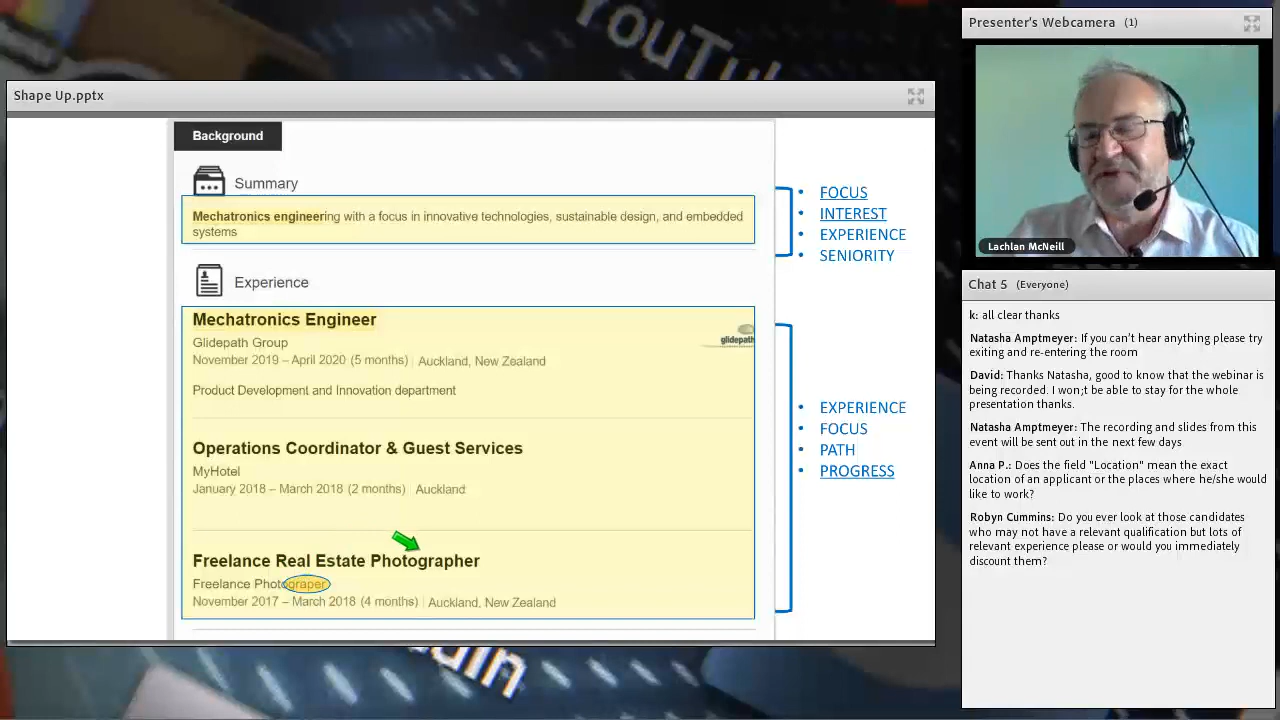 YouTu
Shape Up.pptx
Background
Summary
Mechatronics engineering with a focus in innovative technologies, sustainable design, and embedded
systems
• FOCUS
• INTEREST
• EXPERIENCE
• SENIORITY
Experience
Mechatronics Engineer
Glidepath Group
glidepath
November 2019 – April 2020 (5 months) | Auckland, New Zealand
Product Development and Innovation department
Operations Coordinator & Guest Services
MyHotel
January 2018 – March 2018 (2 months) | Auckland
Freelance Real Estate Photographer
Freelance Photograper
November 2017 – March 2018 (4 months) | Auckland, New Zealand
• EXPERIENCE
• FOCUS
• PATH
• PROGRESS
Presenter's Webcamera (1)
Lachlan McNeill
Chat 5 (Everyone)
k: all clear thanks
Natasha Amptmeyer: If you can't hear anything please try
exiting and re-entering the room
David: Thanks Natasha, good to know that the webinar is
being recorded. I won;t be able to stay for the whole
presentation thanks.
Natasha Amptmeyer: The recording and slides from this
event will be sent out in the next few days
Anna P.: Does the field "Location" mean the exact
location of an applicant or the places where he/she would
like to work?
Robyn Cummins: Do you ever look at those candidates
who may not have a relevant qualification but lots of
relevant experience please or would you immediately
discount them?